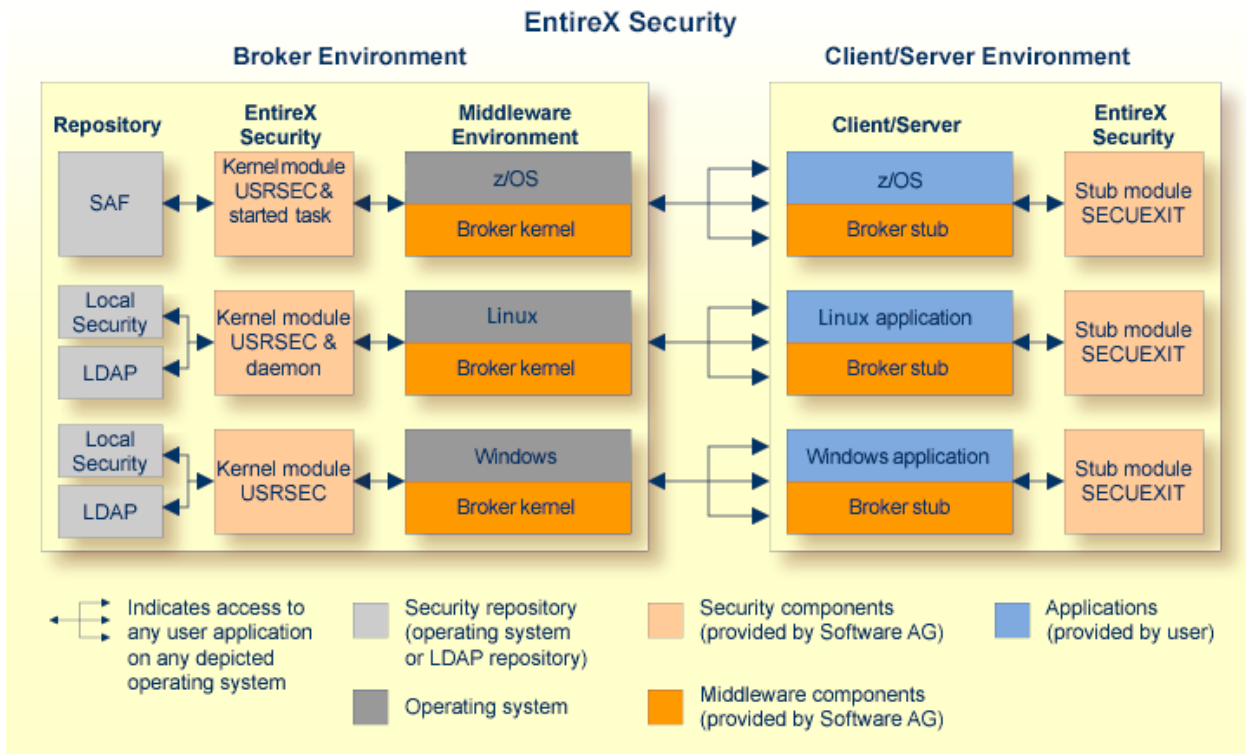 EntireX Security
Broker Environment
Client/Server Environment
Repository
EntireX
Security
Middleware
Environment
Client/Server
EntireX
Security
SAF
Kernel module
USRSEC &
started task
z/OS
Broker kernel
z/OS
Broker stub
Stub module
SECUEXIT
Local
Security
LDAP
Kernel module
USRSEC &
daemon
Linux
Broker kernel
Linux application
Broker stub
Stub module
SECUEXIT
Local
Security
LDAP
Kernel module
USRSEC
Windows
Broker kernel
Windows application
Broker stub
Stub module
SECUEXIT
Indicates access to
any user application
on any depicted
operating system
Security repository
(operating system
or LDAP repository)
Operating system
Security components
(provided by Software AG)
Middleware components
(provided by Software AG)
Applications
(provided by user)